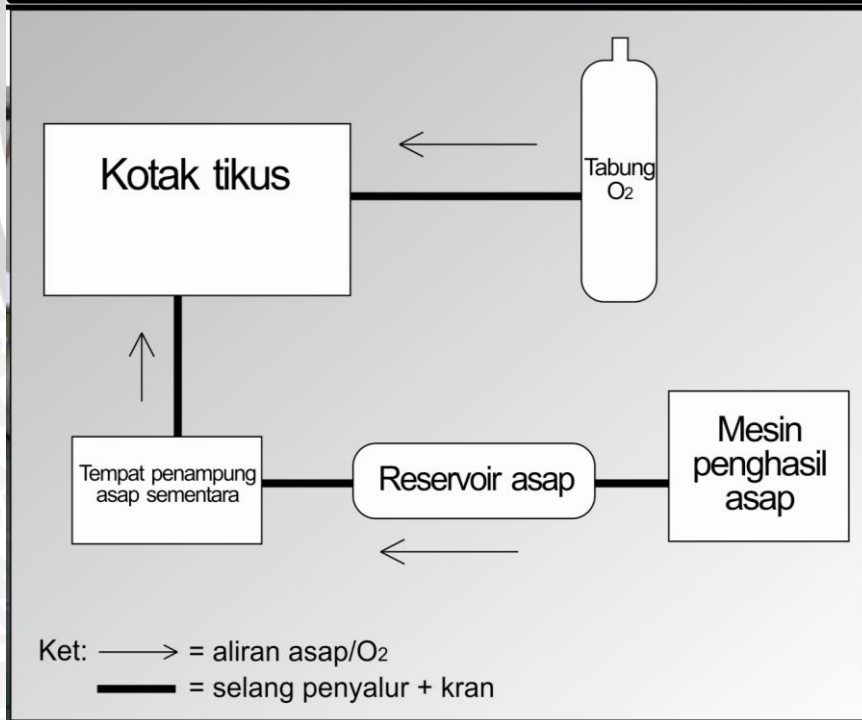 Kotak tikus
Tabung
O₂
Tempat penampung
asap sementara
Reservoir asap
Mesin
penghasil
asap
Ket: = aliran asap/O₂
= selang penyalur + kran